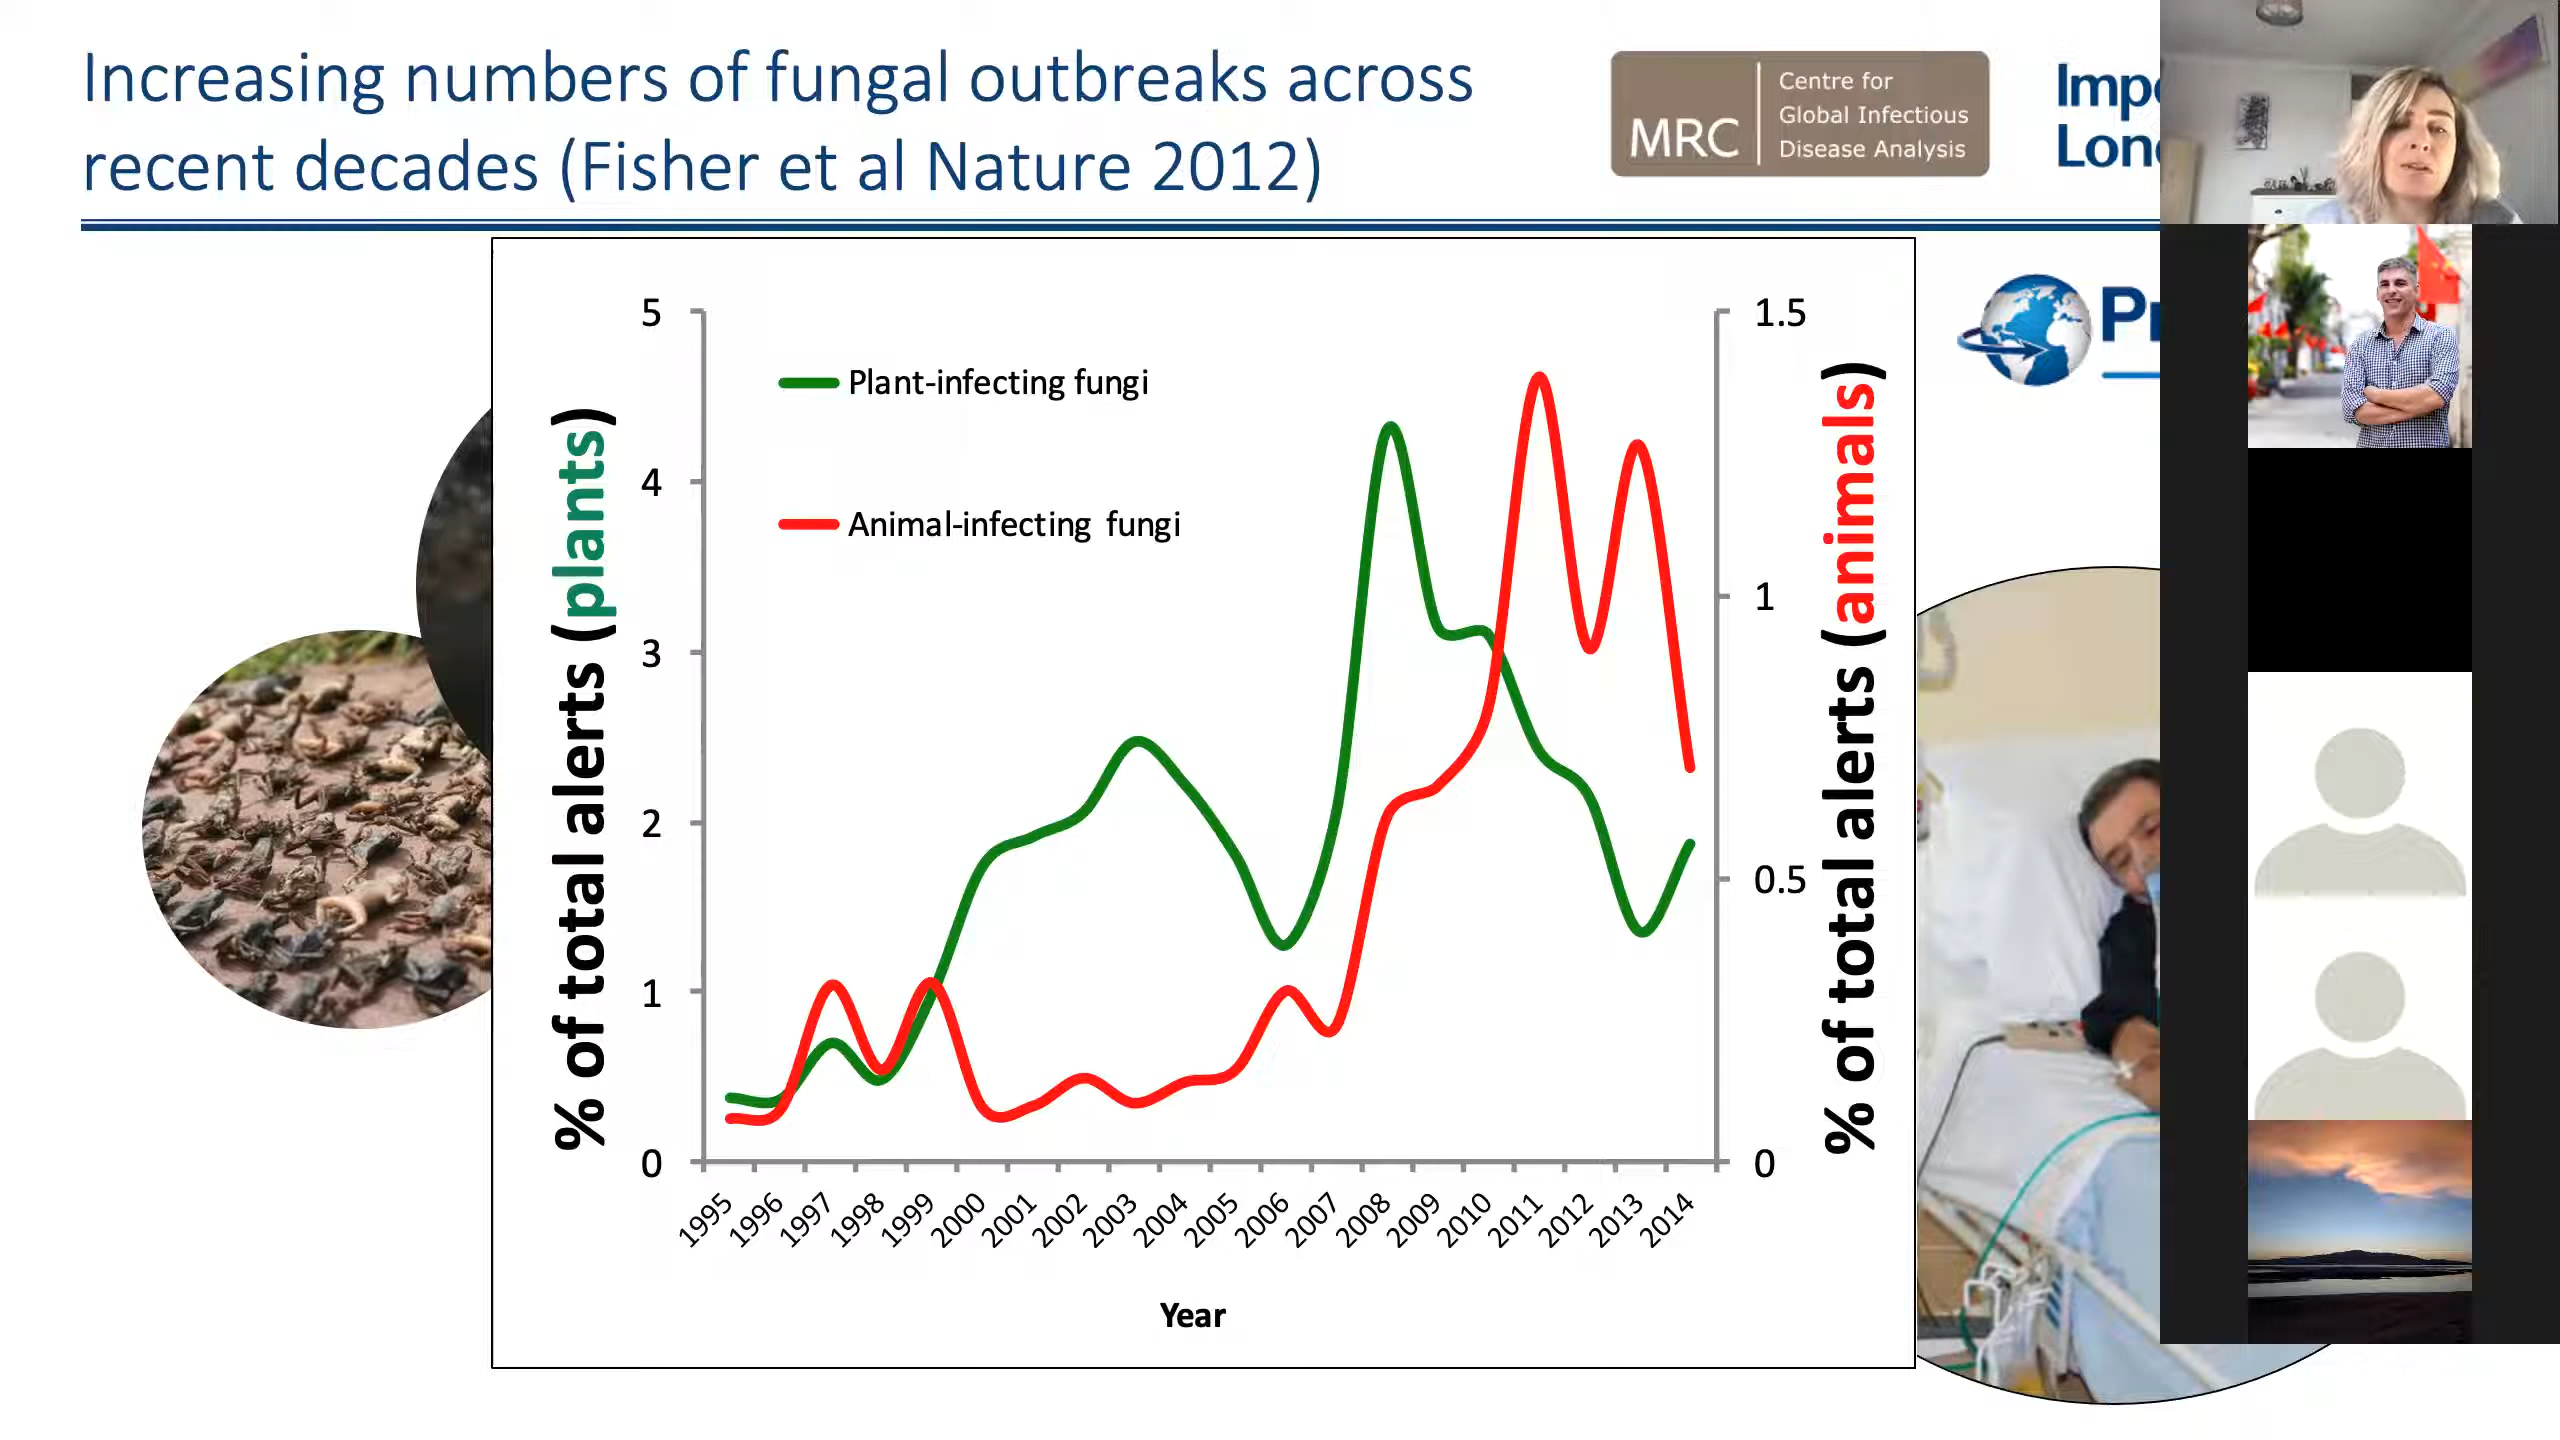 Increasing numbers of fungal outbreaks across
recent decades (Fisher et al Nature 2012)
MRC
Centre for
Global Infectious
Disease Analysis
% of total alerts (plants)
5
4
3
2
1
0
Plant-infecting fungi
Animal-infecting fungi
1.5
1
0.5
0
% of total alerts (animals)
1995
1996
1997
1998
1999
2000
2001
2002
2003
2004
2005
2006
2007
2008
2009
2010
2011
2012
2013
2014
Year